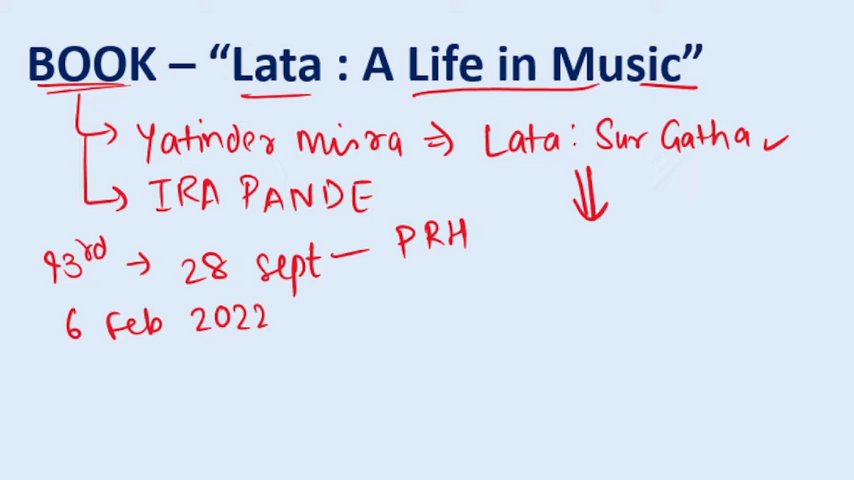 BOOK – “Lata : A Life in Music”
Yatinder Misra ⇒ Lata: Sur Gatha ✓
IRA PANDE
93rd → 28 Sept — PRH
6 Feb 2022